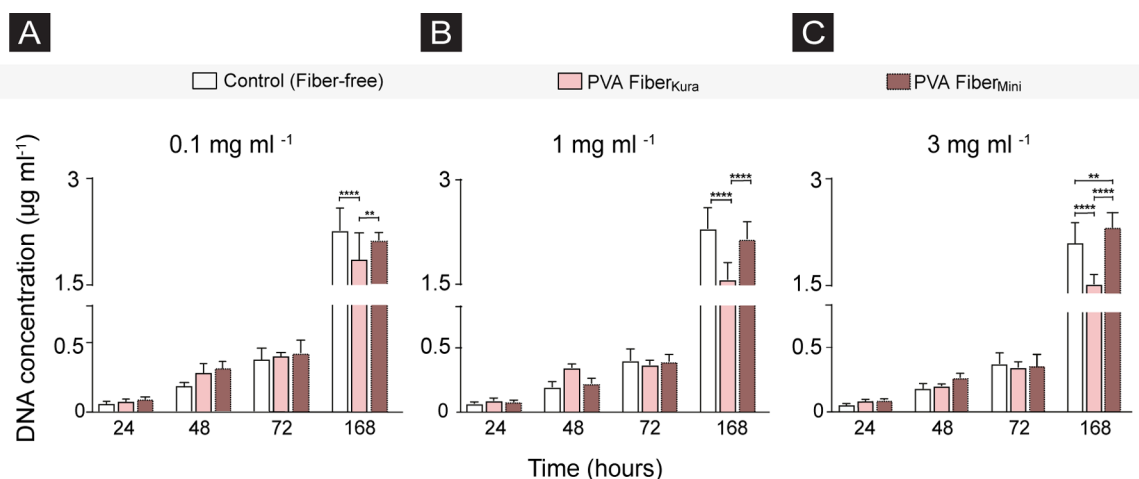 A
B
C
Control (Fiber-free)
PVA FiberKura
PVA FiberMini
DNA concentration (µg ml-1)
0.1 mg ml -1
3
1.5
0.5
0
****
**
24 48 72 168
1 mg ml -1
3
1.5
0.5
0
****
****
24 48 72 168
3 mg ml -1
3
1.5
0.5
0
**
****
****
24 48 72 168
Time (hours)